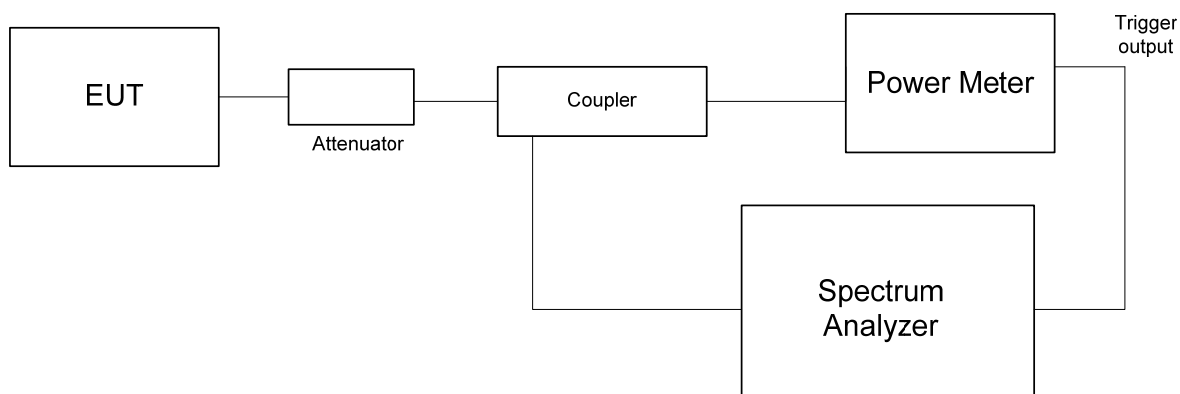 EUT
Attenuator
Coupler
Power Meter
Trigger
output
Spectrum
Analyzer